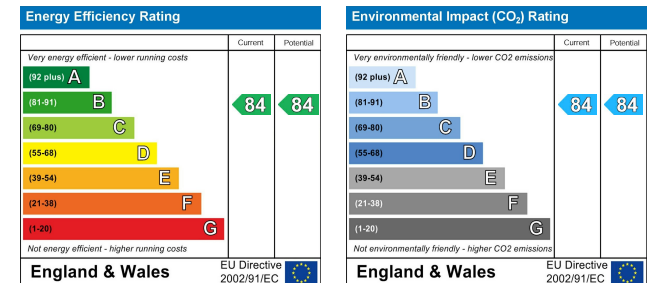 Energy Efficiency Rating
Current Potential
Very energy efficient - lower running costs
(92 plus) A
(81-91) B
84 84
(69-80) C
(55-68) D
(39-54) E
(21-38) F
(1-20) G
Not energy efficient - higher running costs
England & Wales
EU Directive
2002/91/EC
Environmental Impact (CO₂) Rating
Current Potential
Very environmentally friendly - lower CO2 emissions
(92 plus) A
(81-91) B
84 84
(69-80) C
(55-68) D
(39-54) E
(21-38) F
(1-20) G
Not environmentally friendly - higher CO2 emissions
England & Wales
EU Directive
2002/91/EC